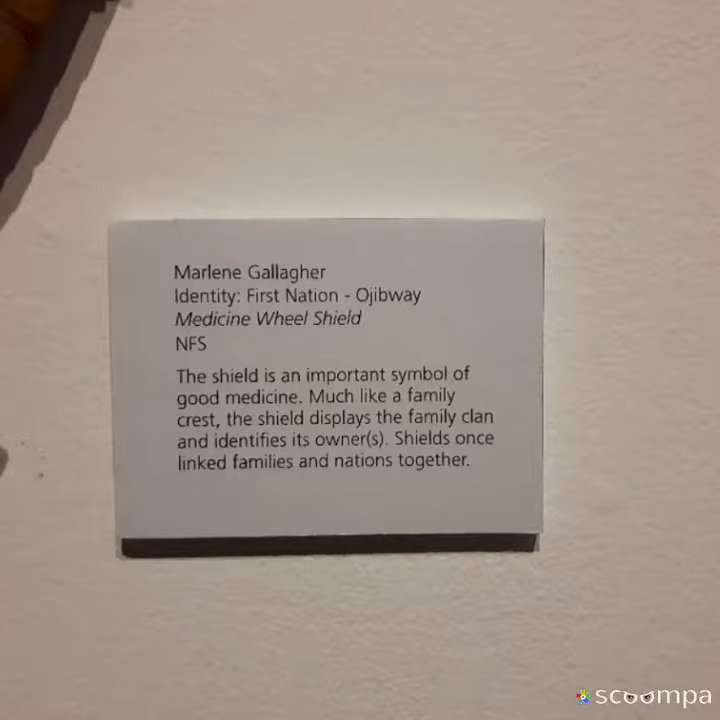 Marlene Gallagher
Identity: First Nation - Ojibway
Medicine Wheel Shield
NFS
The shield is an important symbol of
good medicine. Much like a family
crest, the shield displays the family clan
and identifies its owner(s). Shields once
linked families and nations together.
scoompa